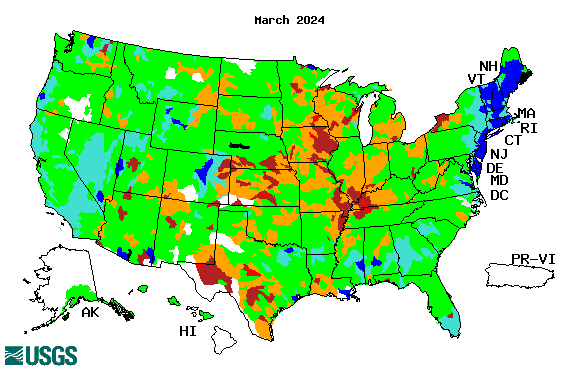 March 2024
NH
VT
MA
RI
CT
NJ
DE
MD
DC
PR-VI
AK
HI
USGS